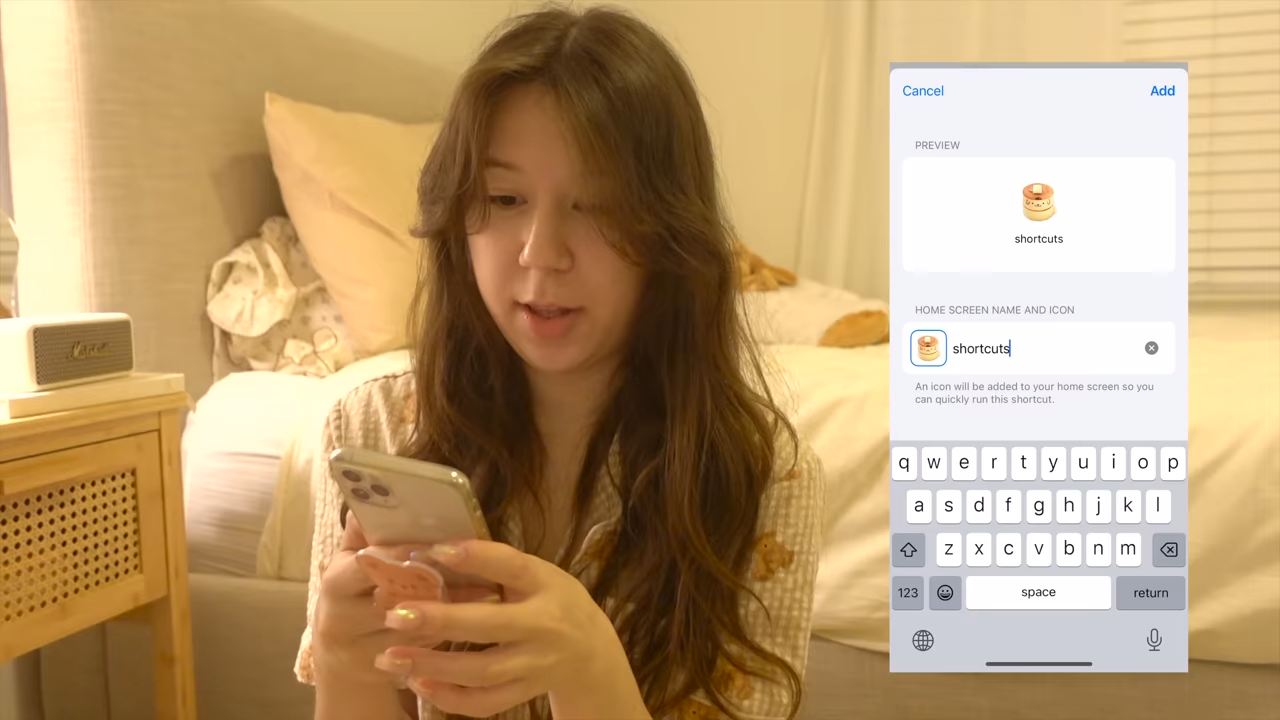 Cancel
Add
PREVIEW
shortcuts
HOME SCREEN NAME AND ICON
shortcuts
An icon will be added to your home screen so you
can quickly run this shortcut.
q w e r t y u i o p
a s d f g h j k l
z x c v b n m
123
space
return
Marshall